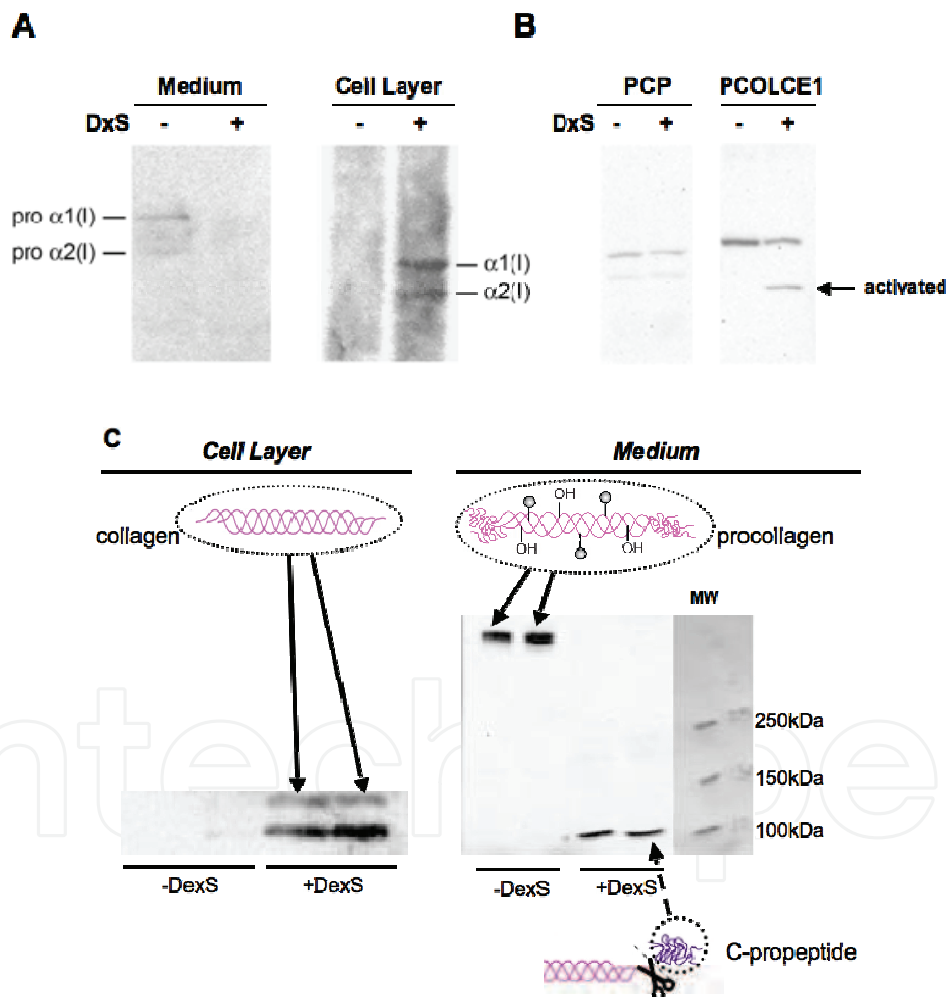 A
B
Medium
Cell Layer
PCP
PCOLCE1
DxS - +
- +
DxS - +
- +
pro α1(I)
pro α2(I)
α1(I)
α2(I)
activated
C
Cell Layer
Medium
collagen
OH
OH
OH
procollagen
MW
250kDa
150kDa
100kDa
-DexS
+DexS
-DexS
+DexS
C-propeptide